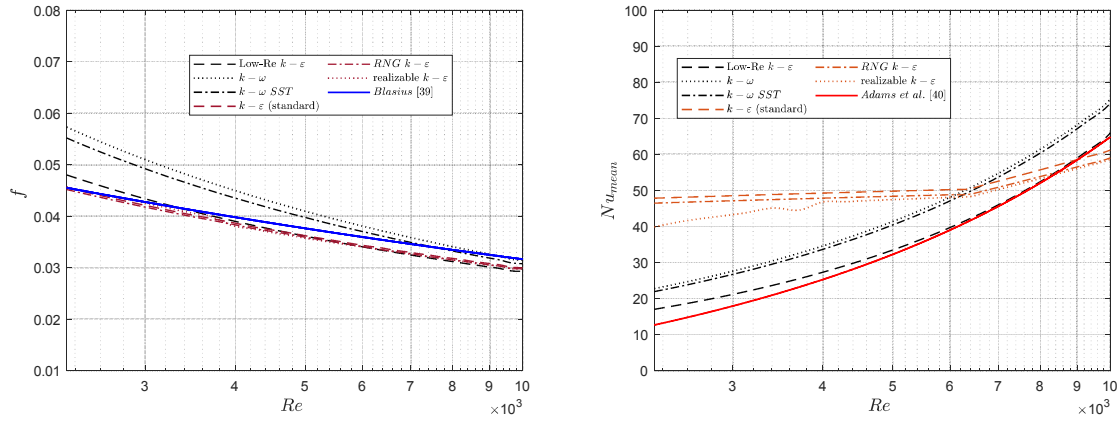 0.08
0.07
0.06
0.05
0.04
0.03
0.02
0.01
f
Low-Re k − ε
k − ω
k − ω SST
k − ε (standard)
RNG k − ε
realizable k − ε
Blasius [39]
3
4
5
6
7
8
9
10
Re
×10³
100
90
80
70
60
50
40
30
20
10
0
Nu_mean
Low-Re k − ε
k − ω
k − ω SST
k − ε (standard)
RNG k − ε
realizable k − ε
Adams et al. [40]
3
4
5
6
7
8
9
10
Re
×10³